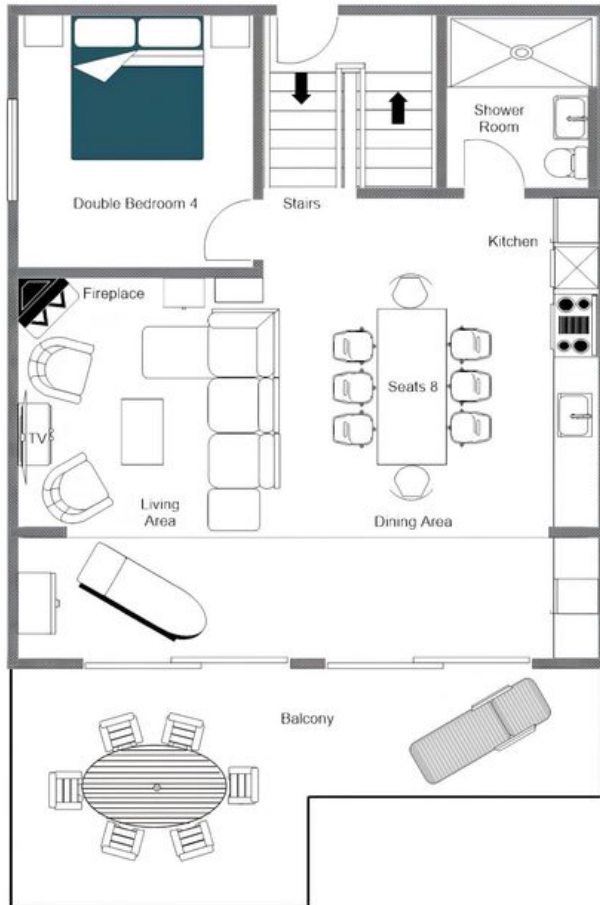 Shower
Room
Double Bedroom 4
Stairs
Kitchen
Fireplace
Seats 8
TV
Living
Area
Dining Area
Balcony